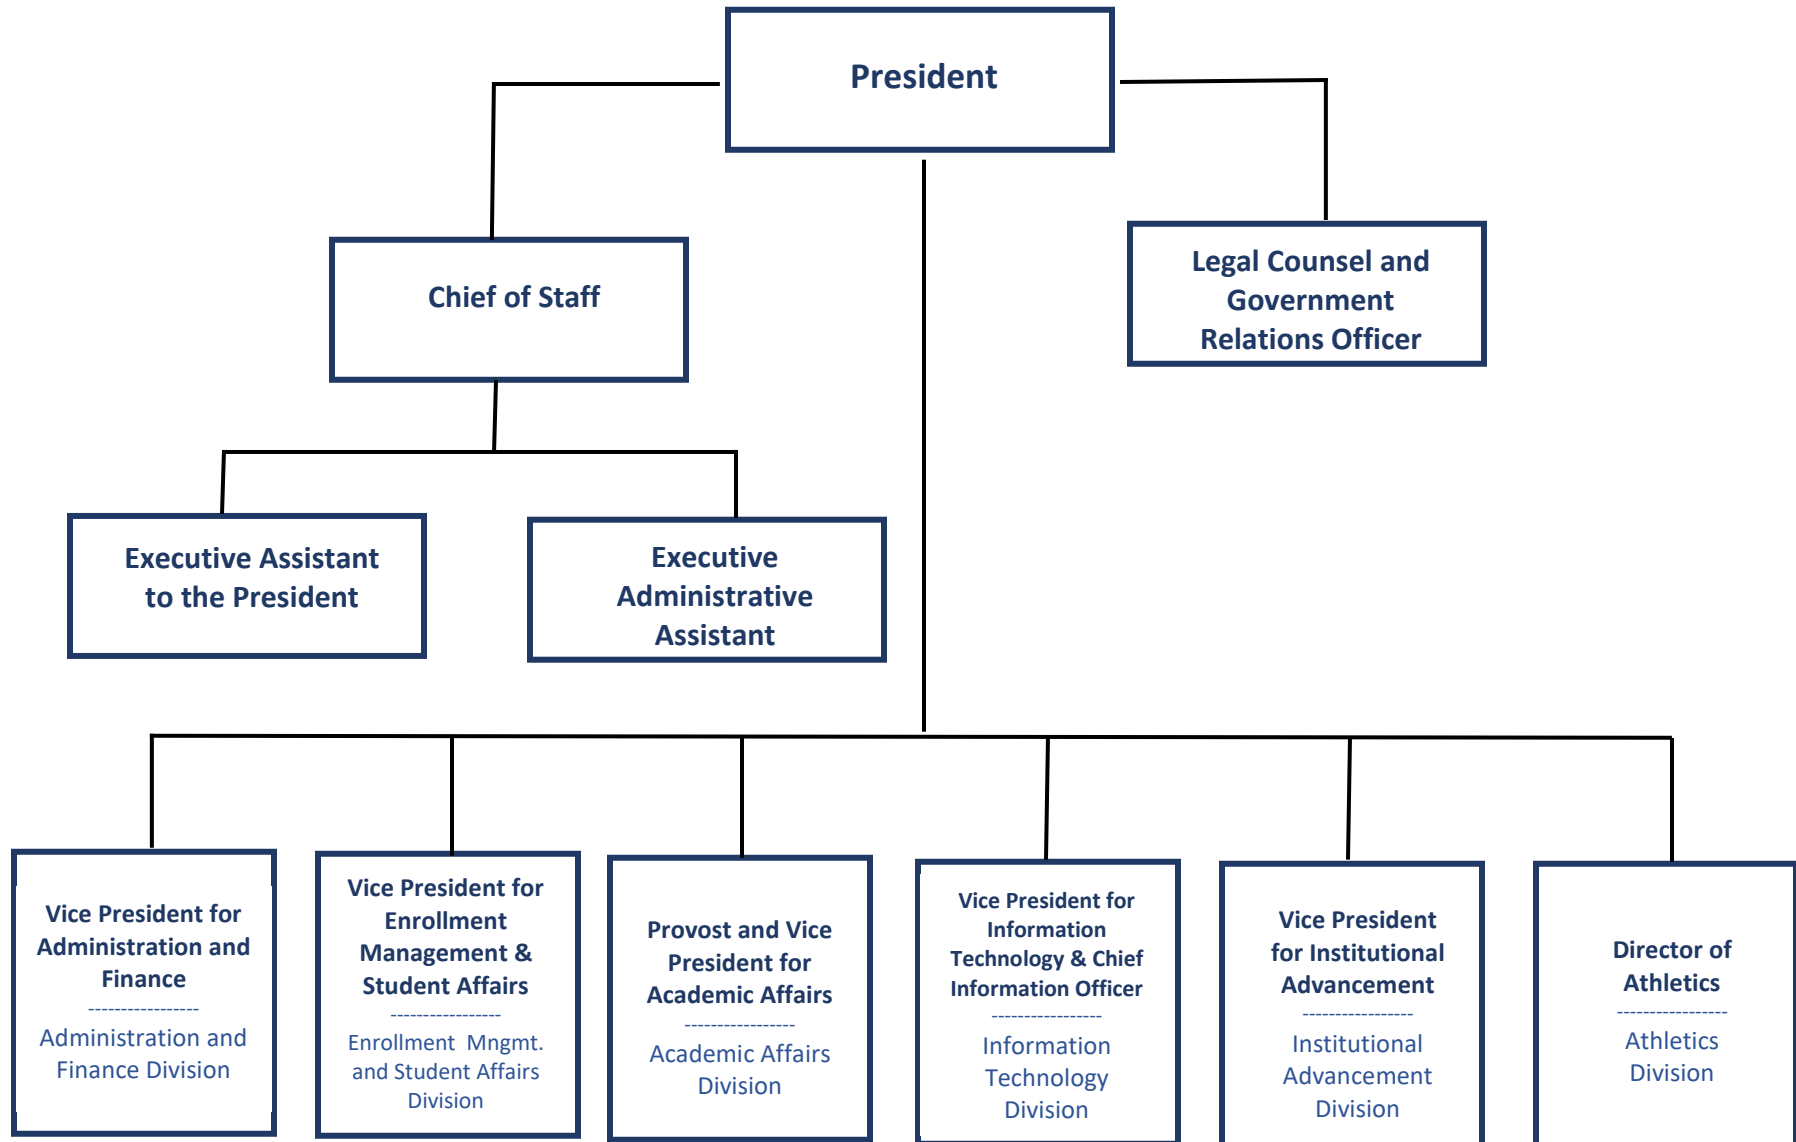 President
Chief of Staff
Legal Counsel and
Government
Relations Officer
Executive Assistant
to the President
Executive
Administrative
Assistant
Vice President for
Administration and
Finance
-----------------
Administration and
Finance Division
Vice President for
Enrollment
Management &
Student Affairs
-----------------
Enrollment  Mngmt.
and Student Affairs
Division
Provost and Vice
President for
Academic Affairs
-----------------
Academic Affairs
Division
Vice President for
Information
Technology & Chief
Information Officer
-----------------
Information
Technology
Division
Vice President
for Institutional
Advancement
-----------------
Institutional
Advancement
Division
Director of
Athletics
-----------------
Athletics
Division